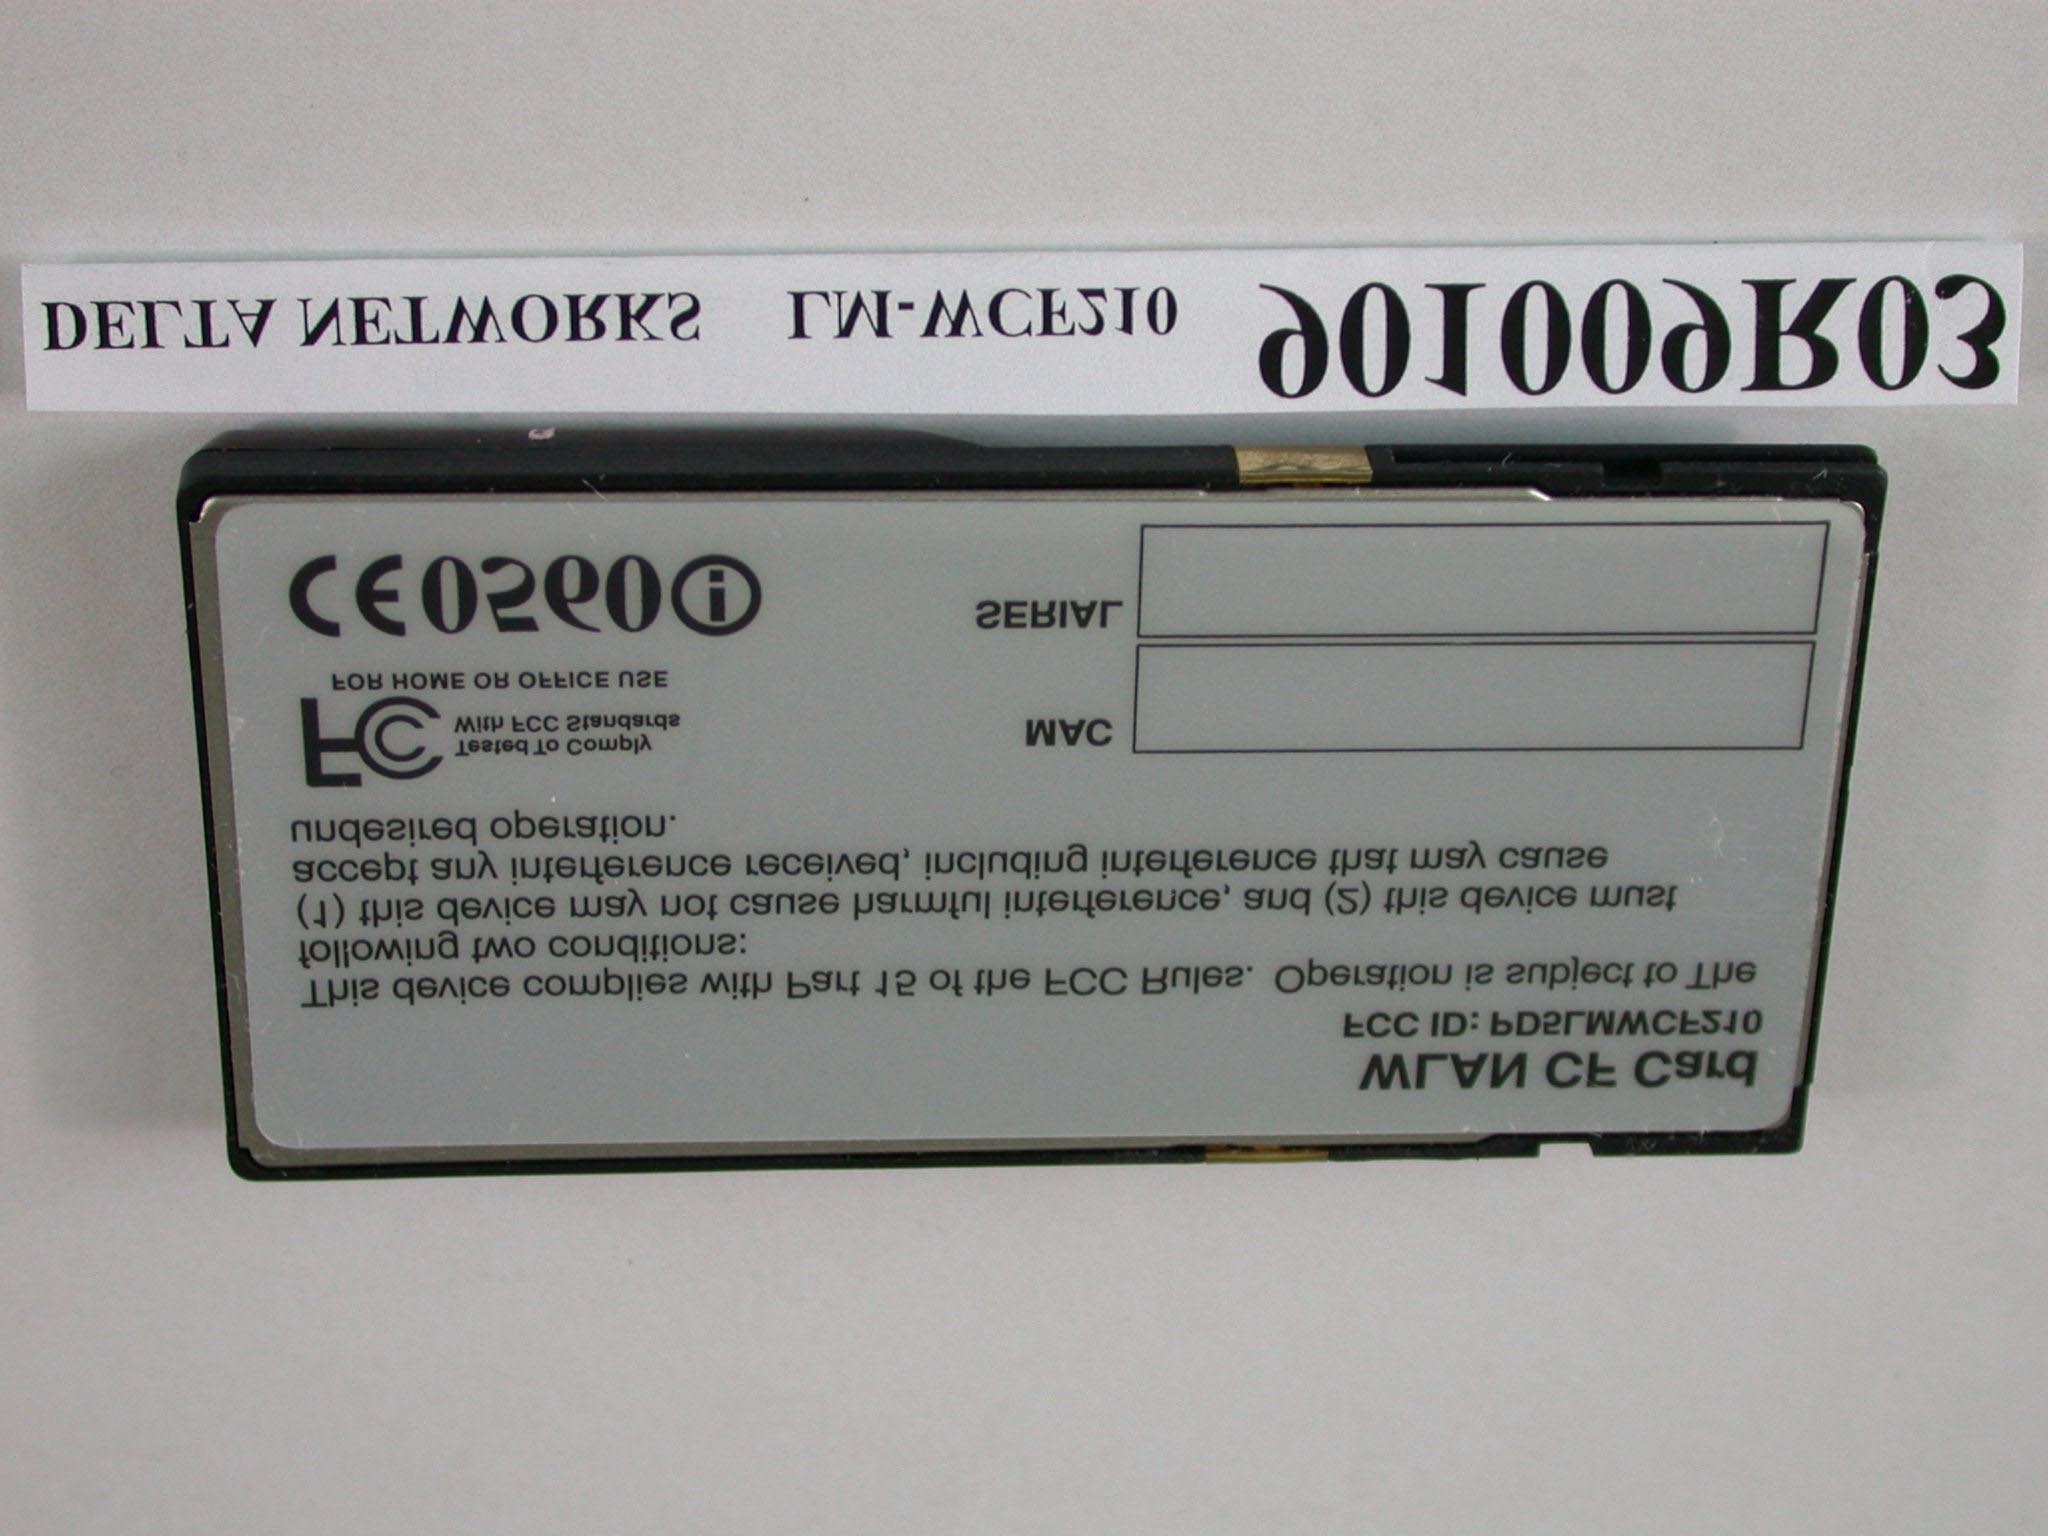 WLAN CF Card
FCC ID: PD5LMWCF210
This device complies with Part 15 of the FCC Rules. Operation is subject to The
following two conditions:
(1) this device may not cause harmful interference, and (2) this device must
accept any interference received, including interference that may cause
undesired operation.
FC Tested To Comply
With FCC Standards
FOR HOME OR OFFICE USE
MAC
SERIAL
CE0560
DELTA NETWORKS LM-WCF210 901009R03